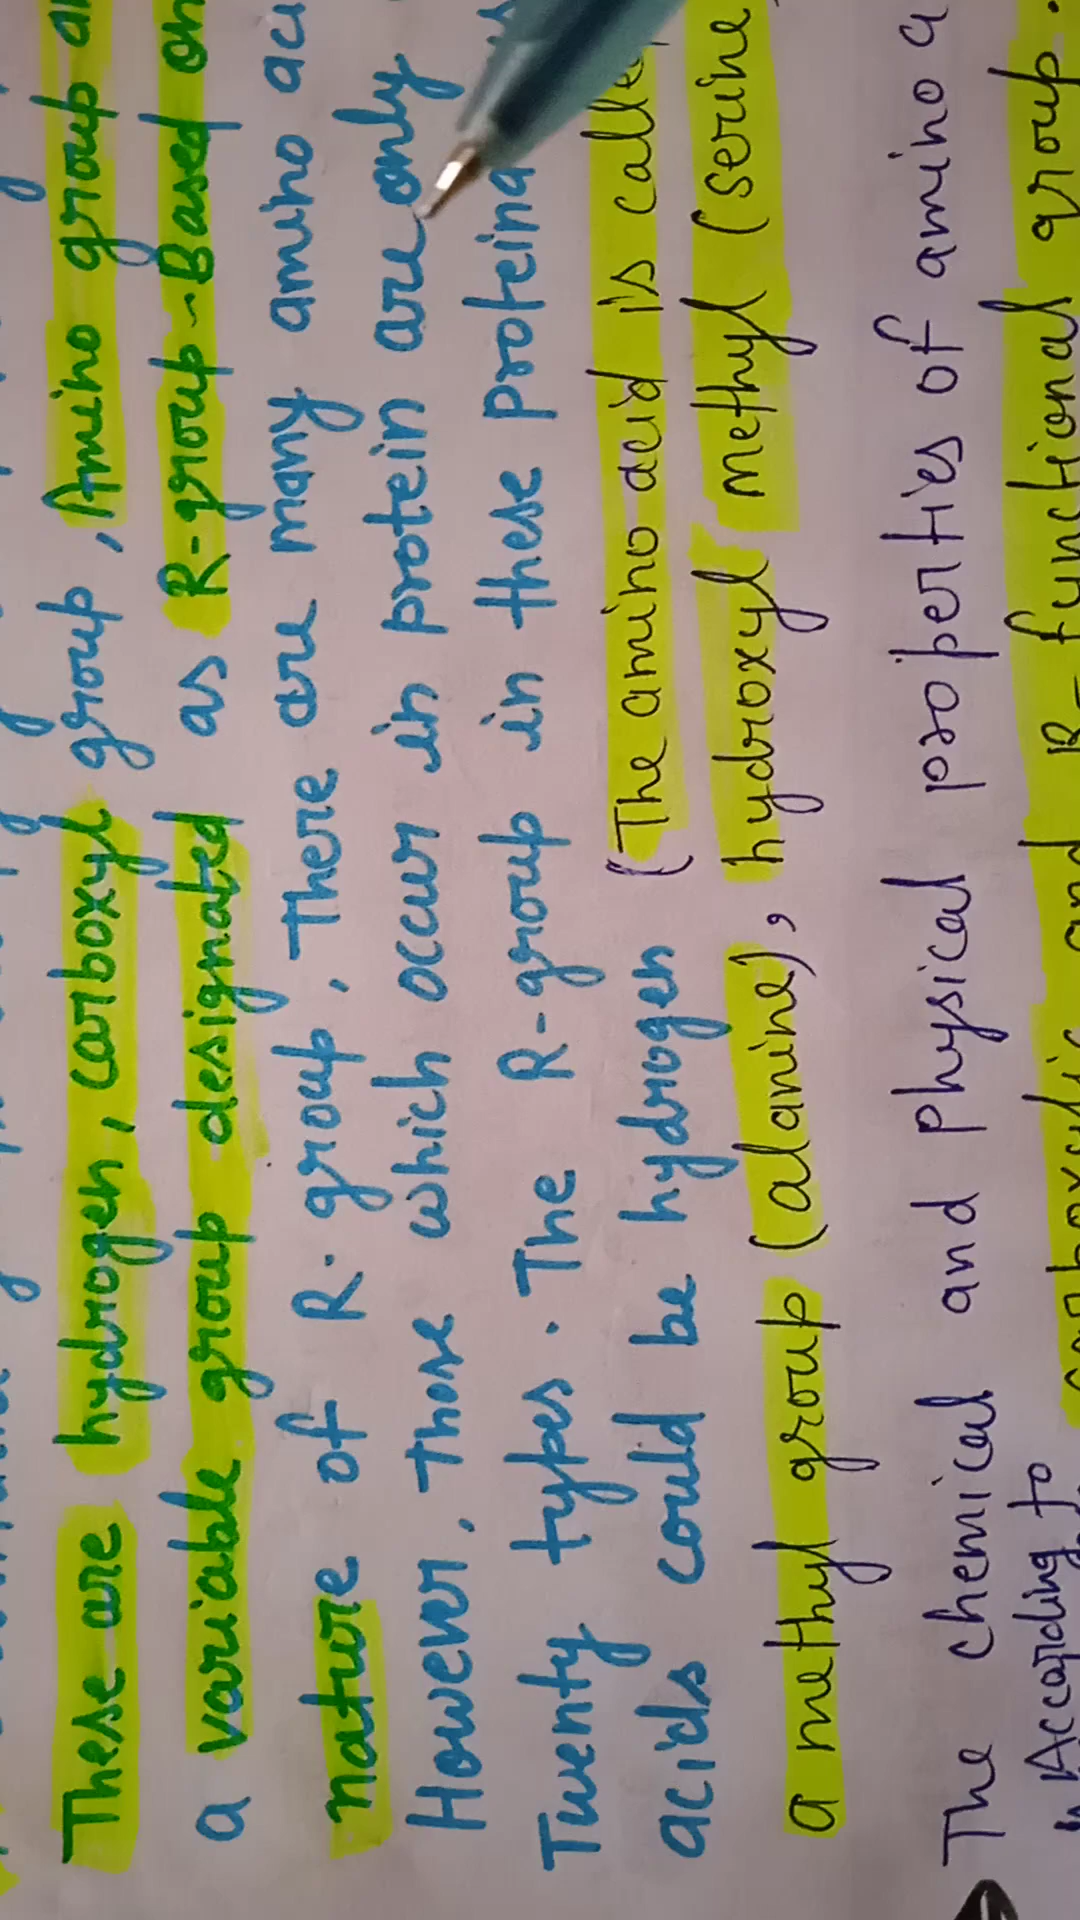 These are hydrogen, carboxyl group, Amino group
a variable group designated as R-group-Based on
nature of R-group. There are many amino
However, those which occur in protein are only
Twenty types. The R-group in these
acids could be hydrogen (The amino acid is
a methyl group (alanine), hydroxyl methyl (serine
The chemical and physical properties of amino a
According to
and R- functional group.